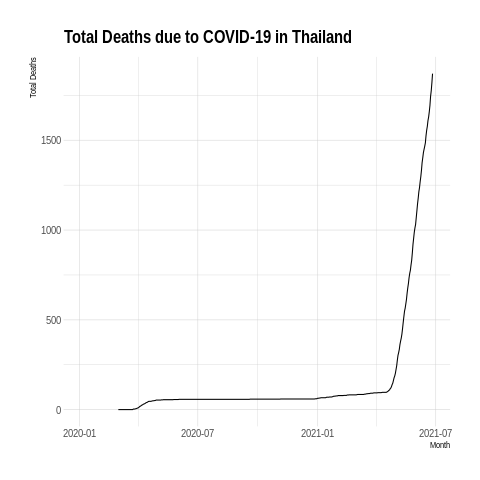 Total Deaths due to COVID-19 in Thailand
Total Deaths
1500
1000
500
0
2020-01 2020-07 2021-01 2021-07
Month